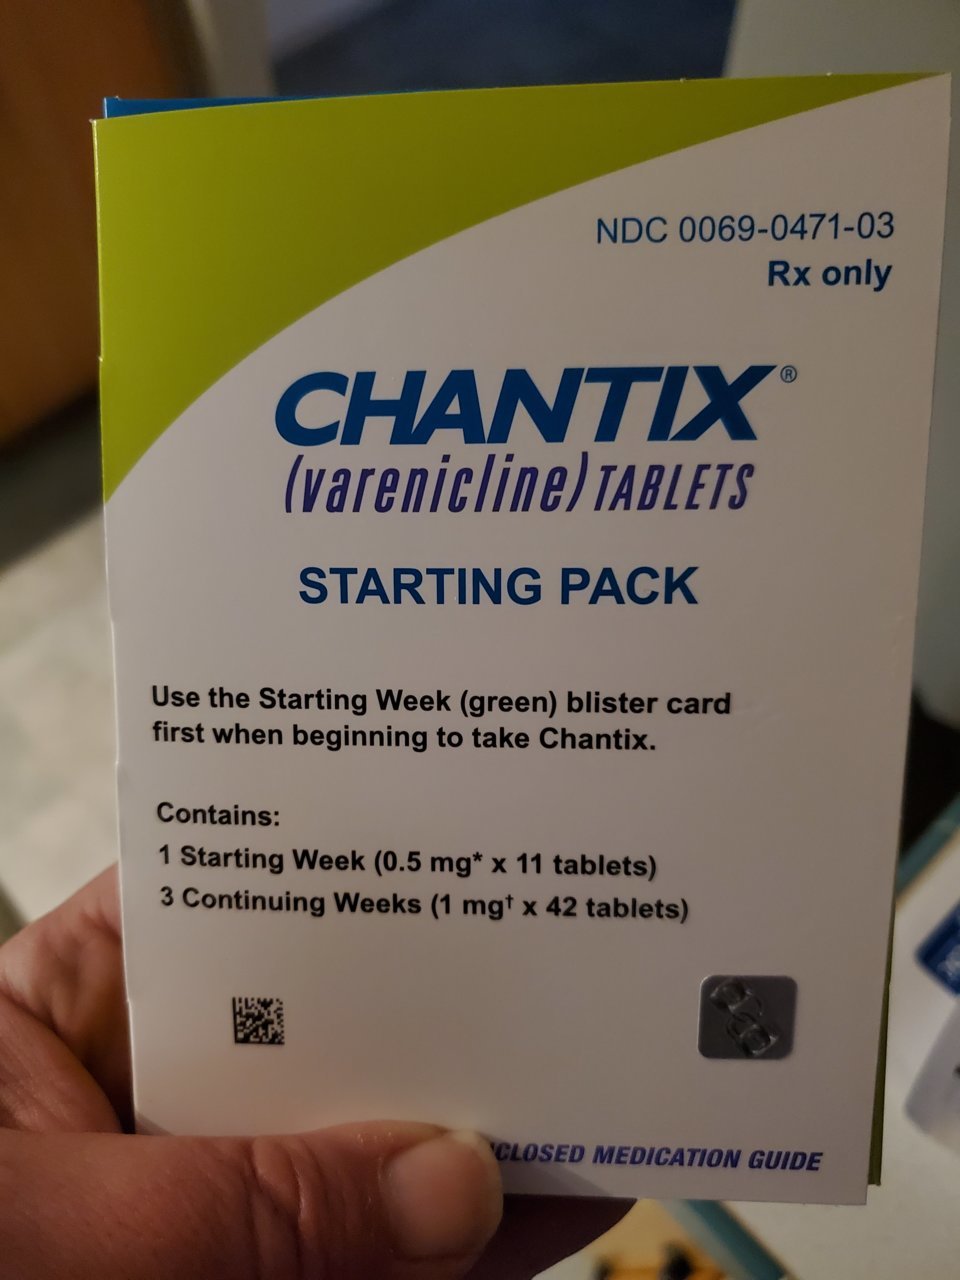 NDC 0069-0471-03
Rx only
CHANTIX®
(varenicline) TABLETS
STARTING PACK
Use the Starting Week (green) blister card
first when beginning to take Chantix.
Contains:
1 Starting Week (0.5 mg* x 11 tablets)
3 Continuing Weeks (1 mg† x 42 tablets)
MEDICATION GUIDE